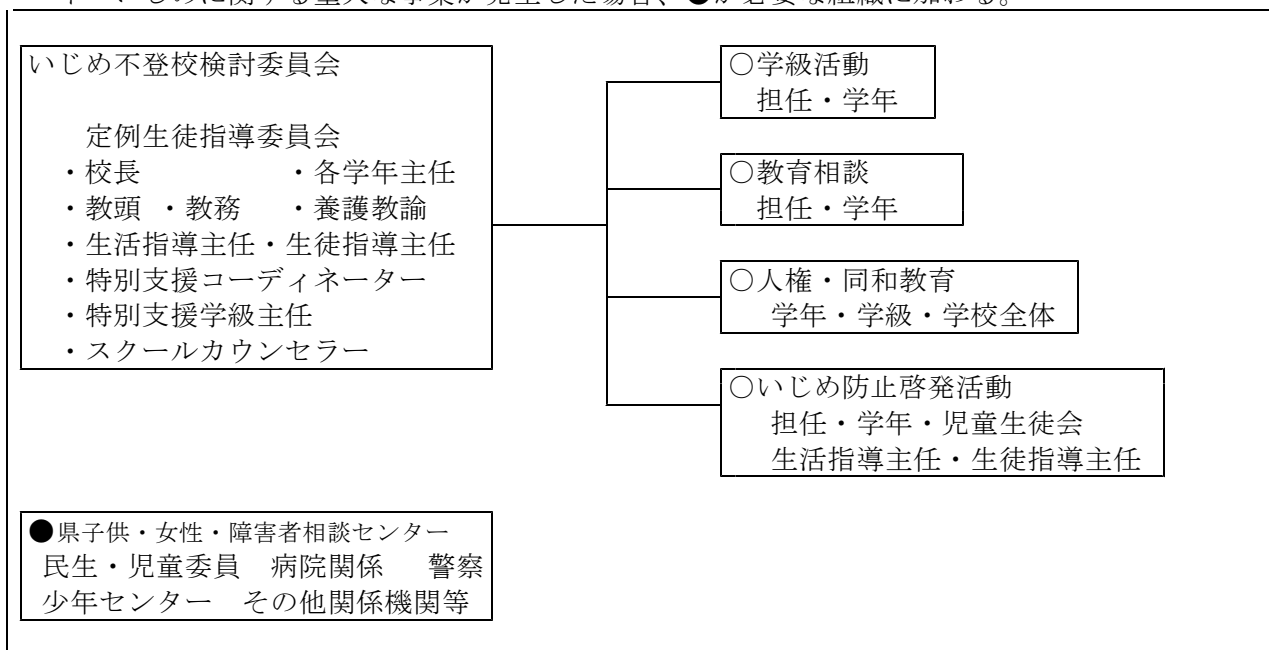 いじめ不登校検討委員会
定例生徒指導委員会
・校長　・各学年主任
・教頭　・教務　・養護教諭
・生活指導主任・生徒指導主任
・特別支援コーディネーター
・特別支援学級主任
・スクールカウンセラー
○学級活動
担任・学年
○教育相談
担任・学年
○人権・同和教育
学年・学級・学校全体
○いじめ防止啓発活動
担任・学年・児童生徒会
生活指導主任・生徒指導主任
●県子供・女性・障害者相談センター
民生・児童委員　病院関係　警察
少年センター　その他関係機関等